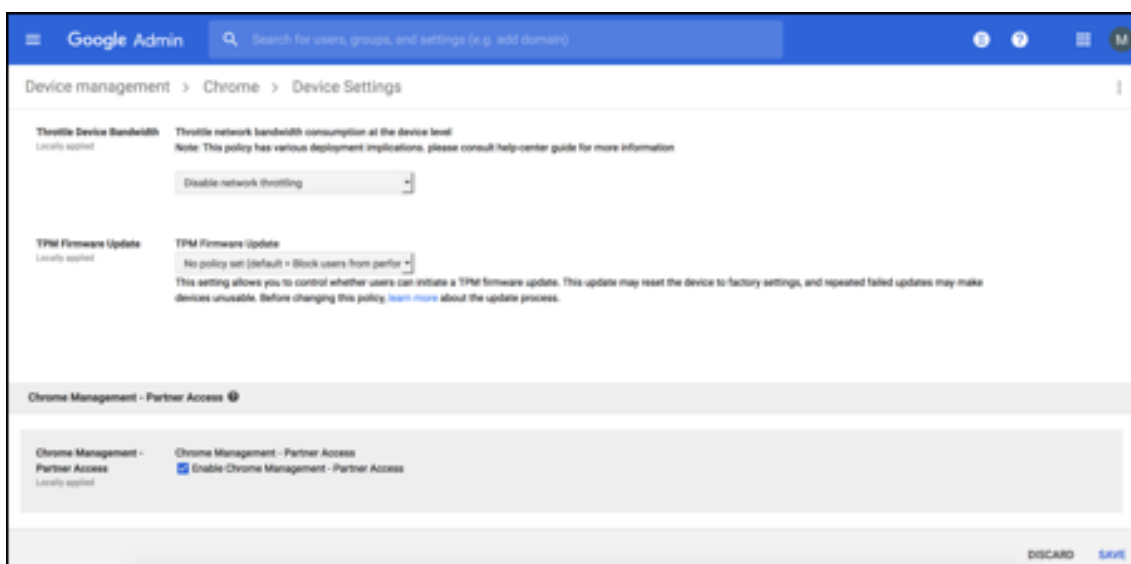 Google Admin
Search for users, groups, and settings (e.g. add domain)
M
Device management > Chrome > Device Settings
Throttle Device Bandwidth
Locally applied
Throttle network bandwidth consumption at the device level
Note: This policy has various deployment implications, please consult help-center guide for more information
Disable network throttling
TPM Firmware Update
Locally applied
TPM Firmware Update
No policy set (default = Block users from perfor
This setting allows you to control whether users can initiate a TPM firmware update. This update may reset the device to factory settings, and repeated failed updates may make
devices unusable. Before changing this policy, learn more about the update process.
Chrome Management - Partner Access
Chrome Management -
Partner Access
Locally applied
Chrome Management - Partner Access
Enable Chrome Management - Partner Access
DISCARD SAVE